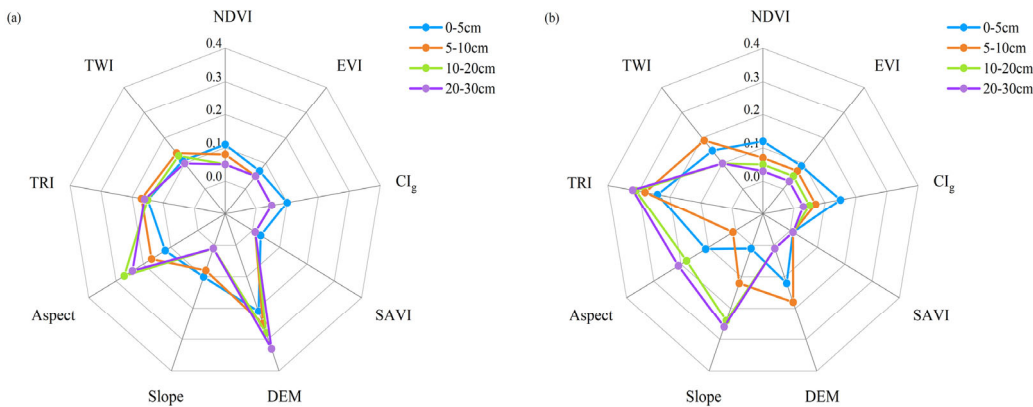 (a)
NDVI
0.4
0.3
0.2
0.1
0.0
EVI
CIg
SAVI
DEM
Slope
Aspect
TRI
TWI
0-5cm
5-10cm
10-20cm
20-30cm
(b)
NDVI
0.4
0.3
0.2
0.1
0.0
EVI
CIg
SAVI
DEM
Slope
Aspect
TRI
TWI
0-5cm
5-10cm
10-20cm
20-30cm